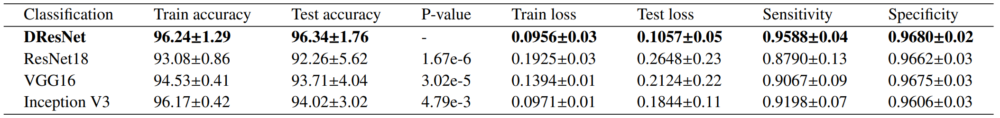 Classification Train accuracy Test accuracy P-value Train loss Test loss Sensitivity Specificity
DResNet 96.24±1.29 96.34±1.76 - 0.0956±0.03 0.1057±0.05 0.9588±0.04 0.9680±0.02
ResNet18 93.08±0.86 92.26±5.62 1.67e-6 0.1925±0.03 0.2648±0.23 0.8790±0.13 0.9662±0.03
VGG16 94.53±0.41 93.71±4.04 3.02e-5 0.1394±0.01 0.2124±0.22 0.9067±0.09 0.9675±0.03
Inception V3 96.17±0.42 94.02±3.02 4.79e-3 0.0971±0.01 0.1844±0.11 0.9198±0.07 0.9606±0.03